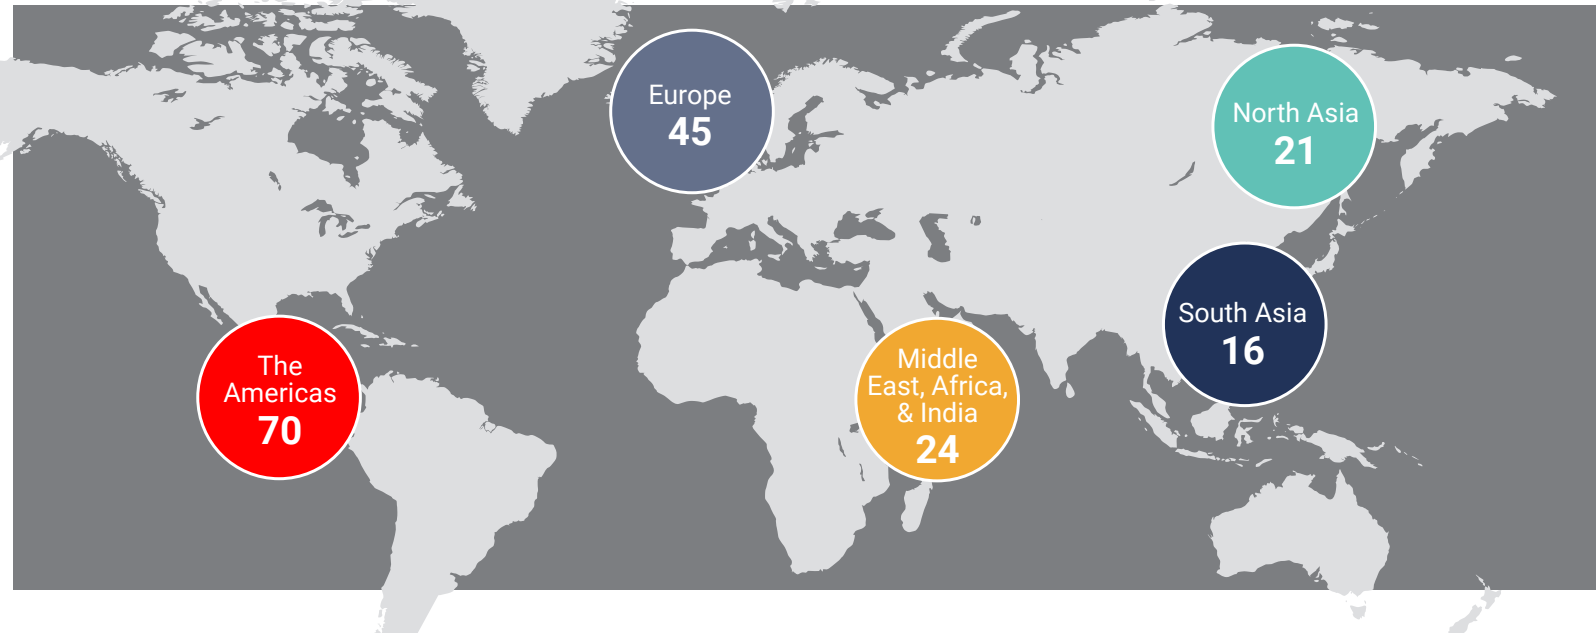 Europe
45
North Asia
21
South Asia
16
The
Americas
70
Middle
East, Africa,
& India
24